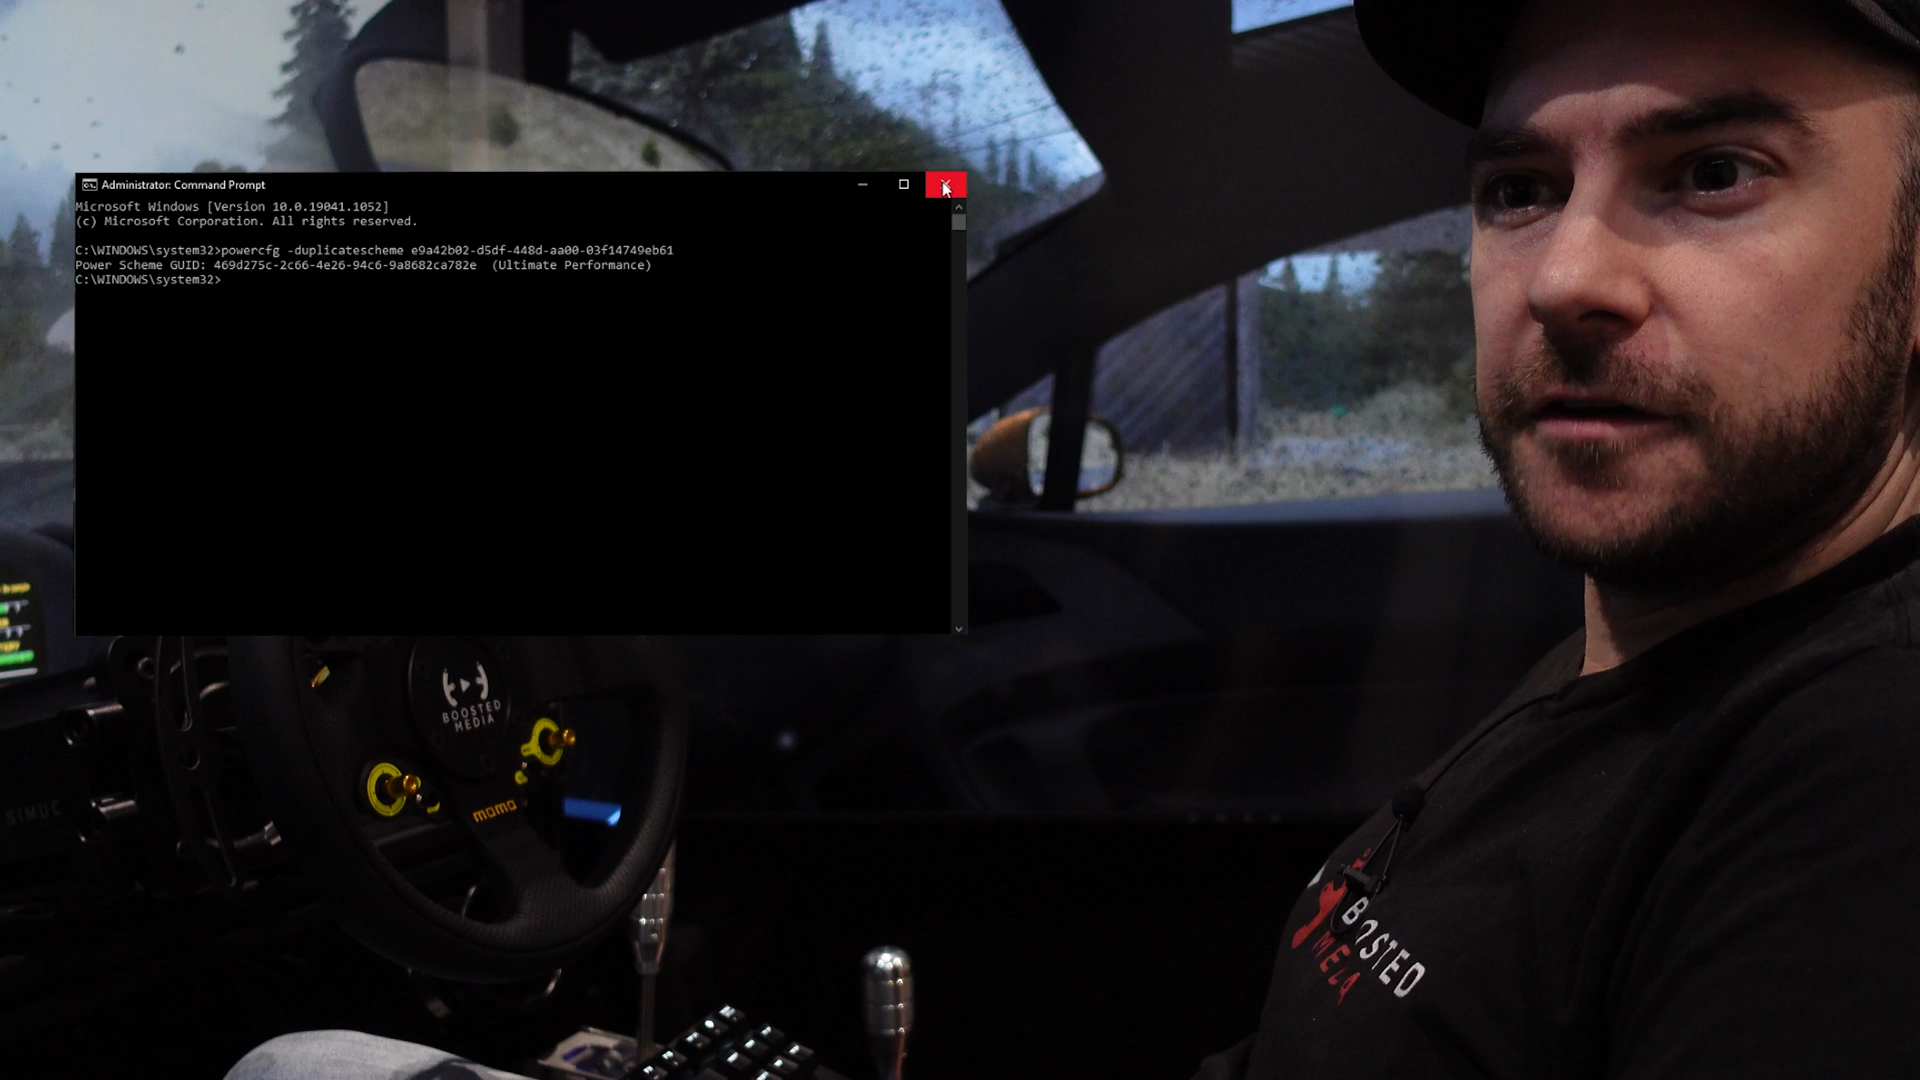 Administrator: Command Prompt
Microsoft Windows [Version 10.0.19041.1052]
(c) Microsoft Corporation. All rights reserved.
C:\WINDOWS\system32>powercfg -duplicatescheme e9a42b02-d5df-448d-aa00-03f14749eb61
Power Scheme GUID: 469d275c-2c66-4e26-94c6-9a8682ca782e  (Ultimate Performance)
C:\WINDOWS\system32>
BOOSTED
MEDIA
momo
SIMUC
BOSTED